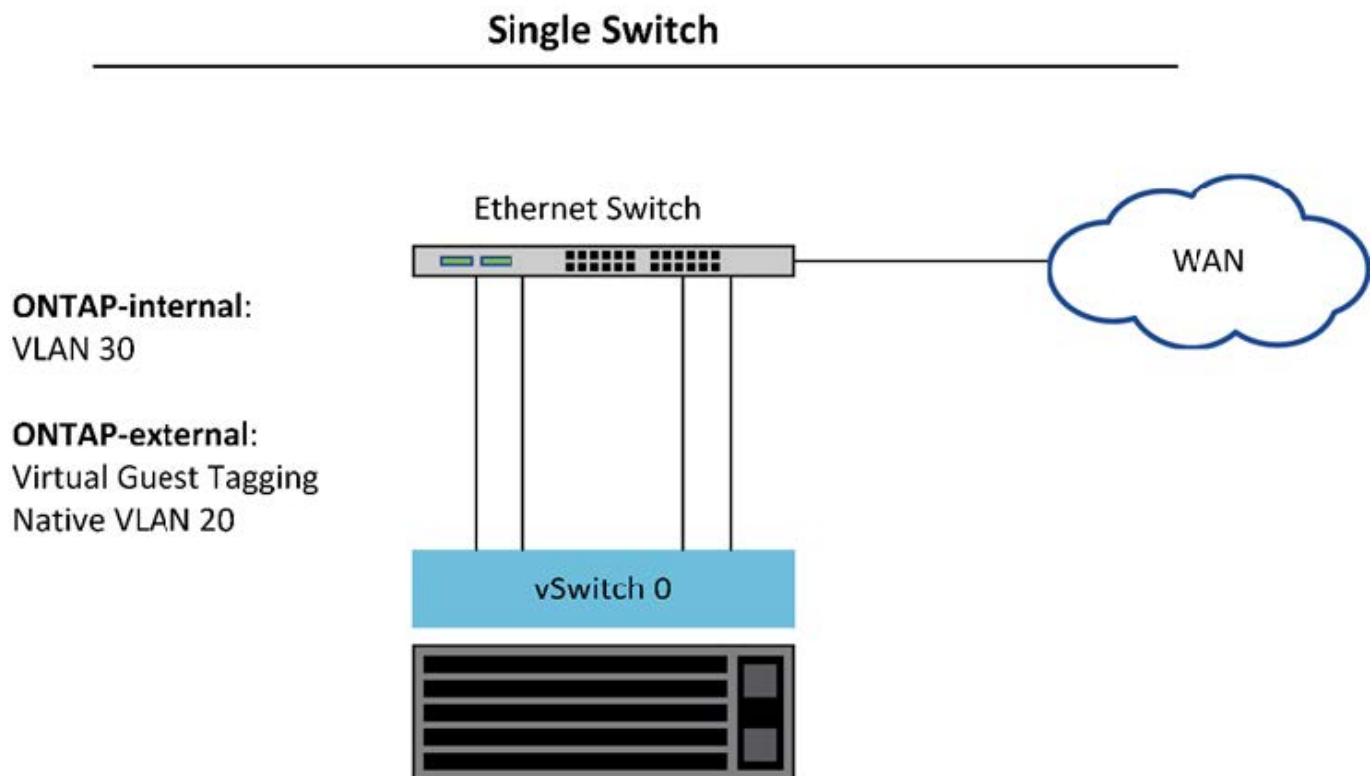 Single Switch
Ethernet Switch
WAN
ONTAP-internal:
VLAN 30
ONTAP-external:
Virtual Guest Tagging
Native VLAN 20
vSwitch 0